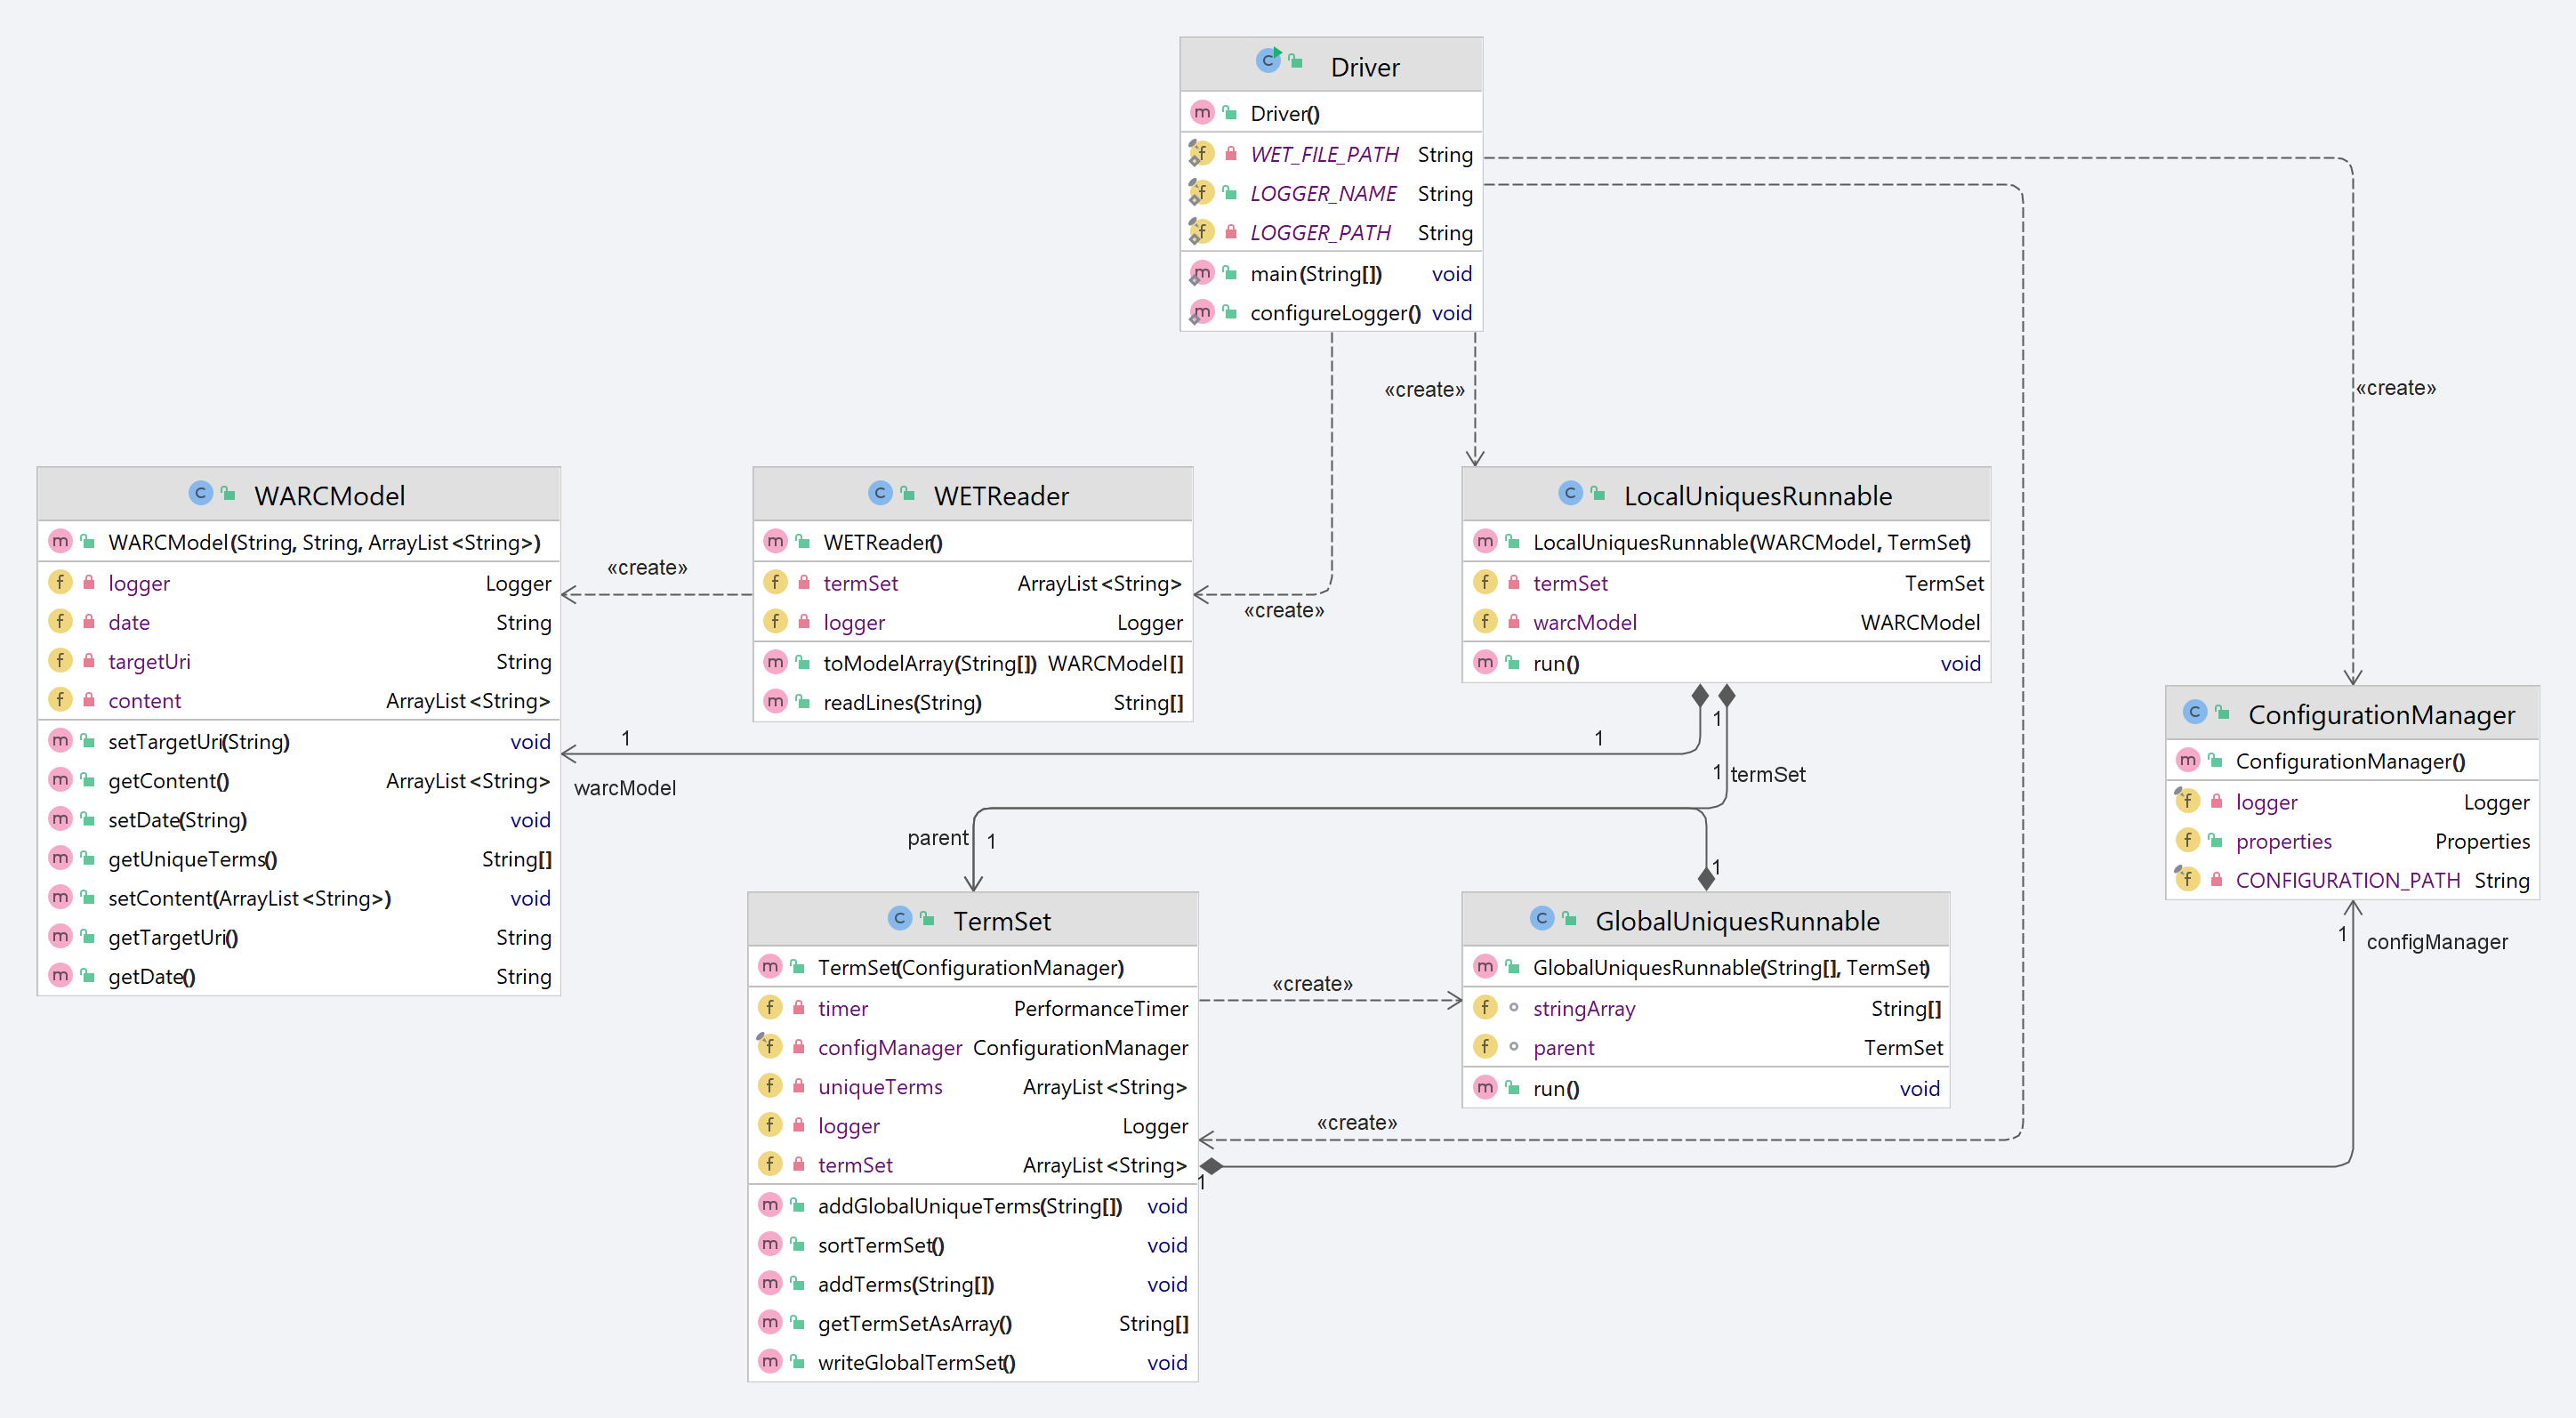 Driver
Driver()
WET_FILE_PATH String
LOGGER_NAME String
LOGGER_PATH String
main(String[]) void
configureLogger() void
«create»
«create»
«create»
WARCModel
WARCModel(String, String, ArrayList<String>)
logger Logger
date String
targetUri String
content ArrayList<String>
setTargetUri(String) void
getContent() ArrayList<String>
setDate(String) void
getUniqueTerms() String[]
setContent(ArrayList<String>) void
getTargetUri() String
getDate() String
«create»
WETReader
WETReader()
termSet ArrayList<String>
logger Logger
toModelArray(String[]) WARCModel[]
readLines(String) String[]
LocalUniquesRunnable
LocalUniquesRunnable(WARCModel, TermSet)
termSet TermSet
warcModel WARCModel
run() void
1
1
warcModel
1
1
termSet
parent
1
1
ConfigurationManager
ConfigurationManager()
logger Logger
properties Properties
CONFIGURATION_PATH String
1
configManager
TermSet
TermSet(ConfigurationManager)
timer PerformanceTimer
configManager ConfigurationManager
uniqueTerms ArrayList<String>
logger Logger
termSet ArrayList<String>
addGlobalUniqueTerms(String[]) void
sortTermSet() void
addTerms(String[]) void
getTermSetAsArray() String[]
writeGlobalTermSet() void
«create»
GlobalUniquesRunnable
GlobalUniquesRunnable(String[], TermSet)
stringArray String[]
parent TermSet
run() void
«create»
1